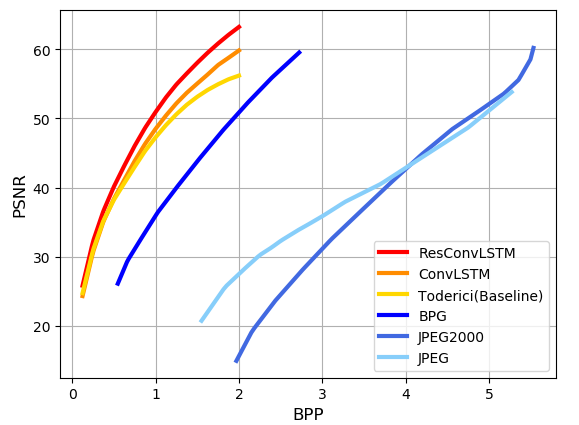 60
50
40
30
20
PSNR
0 1 2 3 4 5
BPP
ResConvLSTM
ConvLSTM
Toderici(Baseline)
BPG
JPEG2000
JPEG